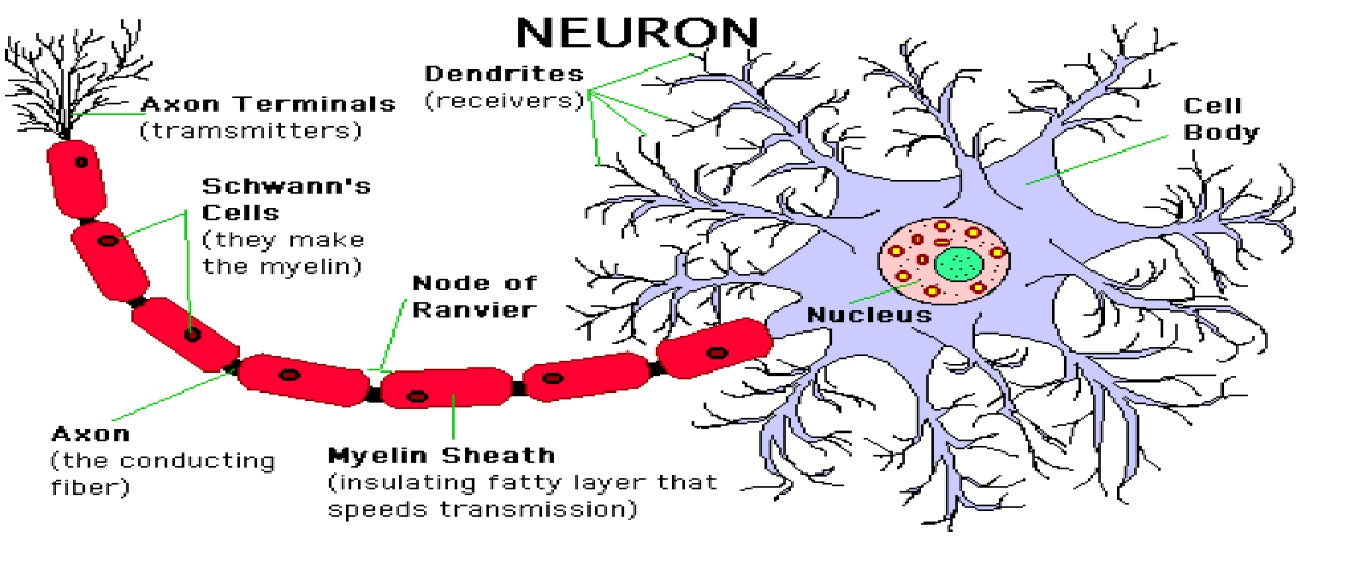 NEURON
Dendrites
(receivers)
Axon Terminals
(tramsmitters)
Cell
Body
Schwann's
Cells
(they make
the myelin)
Node of
Ranvier
Nucleus
Axon
(the conducting
fiber)
Myelin Sheath
(insulating fatty layer that
speeds transmission)